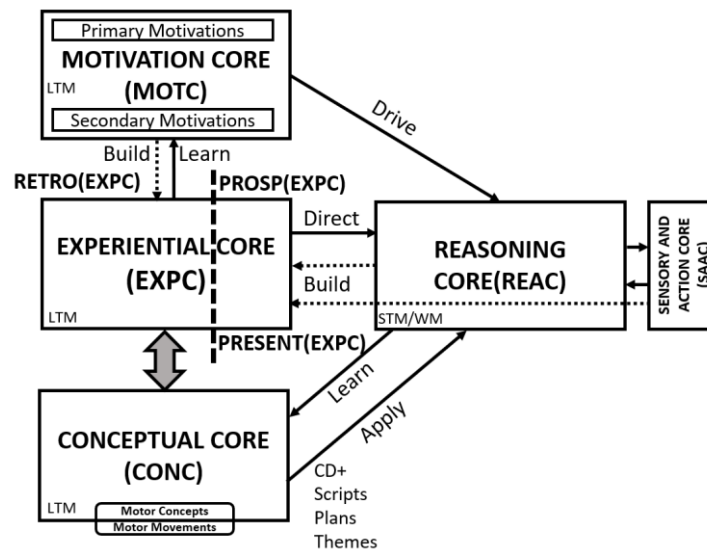 Primary Motivations
MOTIVATION CORE
(MOTC)
LTM
Secondary Motivations
Drive
Build
Learn
RETRO(EXPC)
PROSP(EXPC)
EXPERIENTIAL CORE
(EXPC)
LTM
Direct
Build
REASONING
CORE(REAC)
STM/WM
SENSORY AND
ACTION CORE
(SAAC)
PRESENT(EXPC)
Learn
Apply
CONCEPTUAL CORE
(CONC)
LTM
Motor Concepts
Motor Movements
CD+
Scripts
Plans
Themes